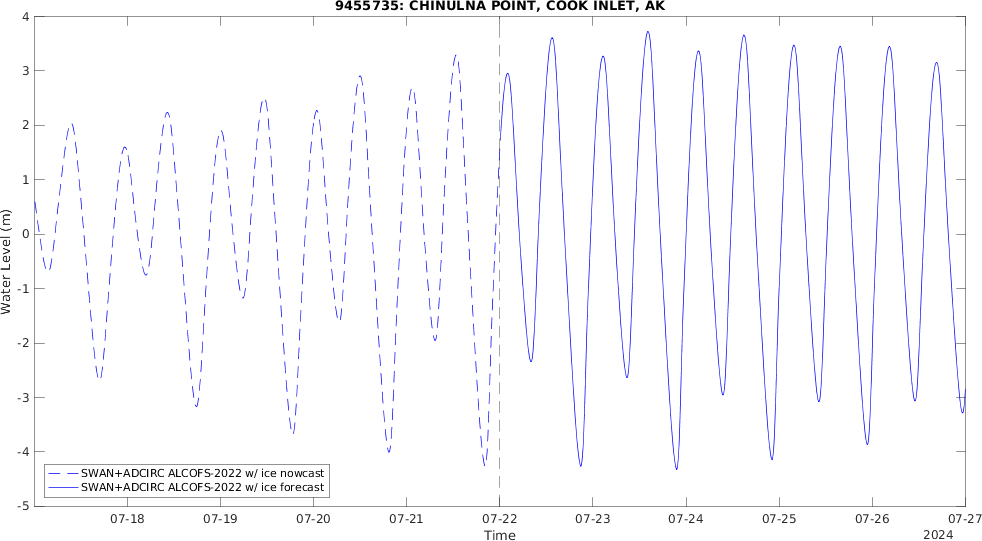 9455735: CHINULNA POINT, COOK INLET, AK
4
3
2
1
0
-1
-2
-3
-4
-5
Water Level (m)
SWAN+ADCIRC ALCOFS-2022 w/ ice nowcast
SWAN+ADCIRC ALCOFS-2022 w/ ice forecast
07-18 07-19 07-20 07-21 07-22 07-23 07-24 07-25 07-26 07-27
Time
2024